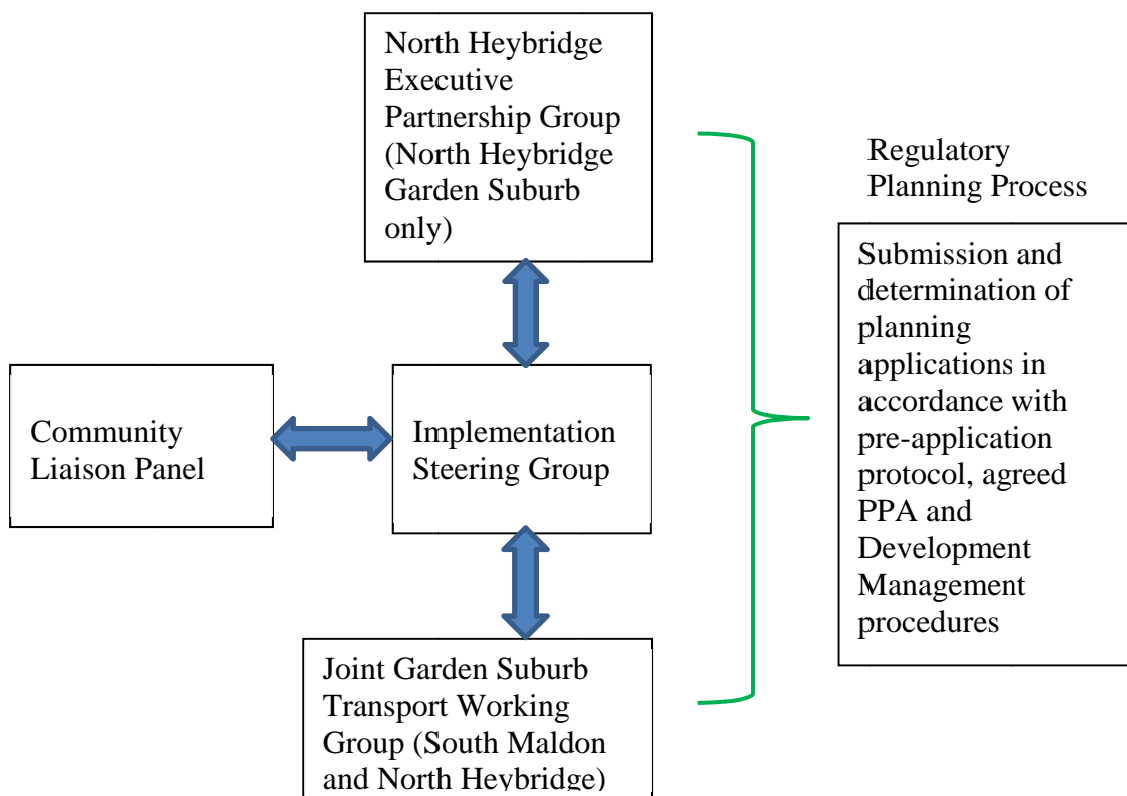 North Heybridge
Executive
Partnership Group
(North Heybridge
Garden Suburb
only)
Regulatory
Planning Process
Submission and
determination of
planning
applications in
accordance with
pre-application
protocol, agreed
PPA and
Development
Management
procedures
Community
Liaison Panel
Implementation
Steering Group
Joint Garden Suburb
Transport Working
Group (South Maldon
and North Heybridge)